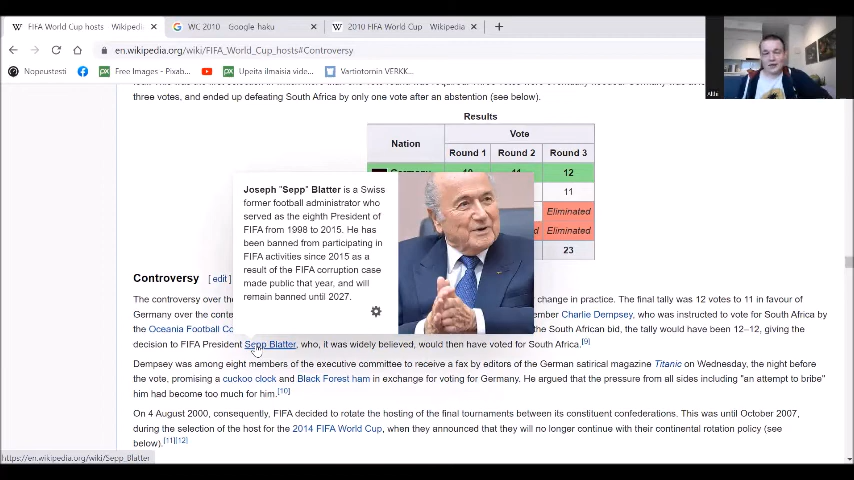 FIFA World Cup hosts - Wikipedi
WC 2010 - Google haku
2010 FIFA World Cup - Wikipedia
en.wikipedia.org/wiki/FIFA_World_Cup_hosts#Controversy
Nopeustesti
Free Images - Pixab...
Upeita ilmaisia video...
Vartiotornin VERKK...
three votes, and ended up defeating South Africa by only one vote after an abstention (see below).
Results
Nation
Vote
Round 1 Round 2 Round 3
12
11
Eliminated
Eliminated
23
Joseph "Sepp" Blatter is a Swiss
former football administrator who
served as the eighth President of
FIFA from 1998 to 2015. He has
been banned from participating in
FIFA activities since 2015 as a
result of the FIFA corruption case
made public that year, and will
remain banned until 2027.
Controversy [ edit
The controversy over the change in practice. The final tally was 12 votes to 11 in favour of
Germany over the conte ember Charlie Dempsey, who was instructed to vote for South Africa by
the Oceania Football Co the South African bid, the tally would have been 12–12, giving the
decision to FIFA President Sepp Blatter, who, it was widely believed, would then have voted for South Africa.[9]
Dempsey was among eight members of the executive committee to receive a fax by editors of the German satirical magazine Titanic on Wednesday, the night before
the vote, promising a cuckoo clock and Black Forest ham in exchange for voting for Germany. He argued that the pressure from all sides including "an attempt to bribe"
him had become too much for him.[10]
On 4 August 2000, consequently, FIFA decided to rotate the hosting of the final tournaments between its constituent confederations. This was until October 2007,
during the selection of the host for the 2014 FIFA World Cup, when they announced that they will no longer continue with their continental rotation policy (see
below).[11][12]
https://en.wikipedia.org/wiki/Sepp_Blatter